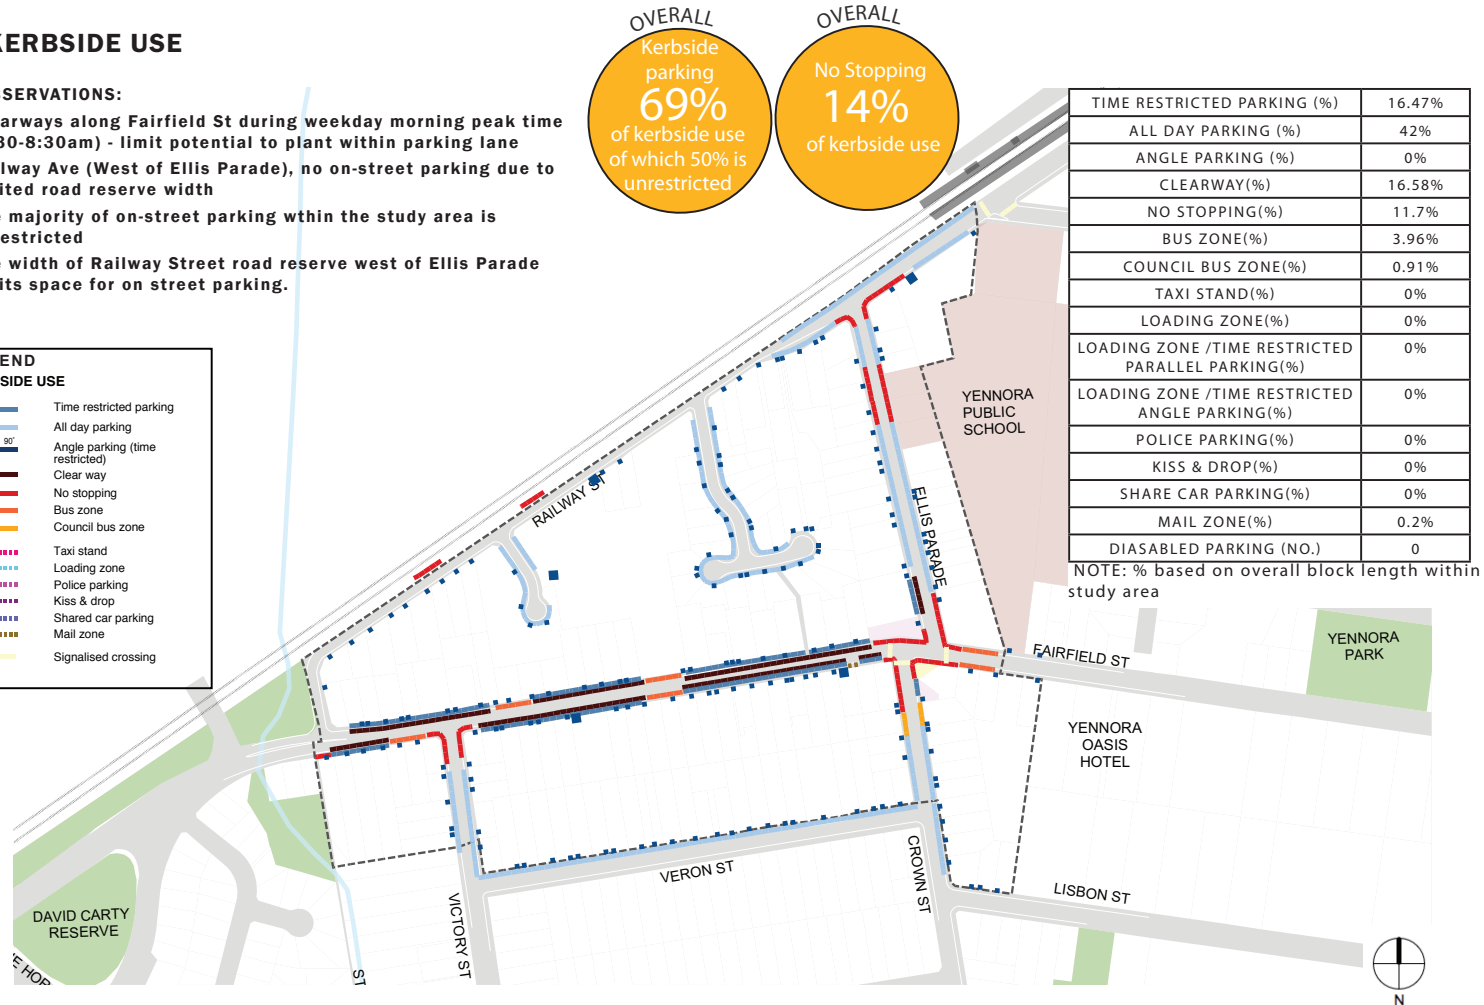 KERBSIDE USE
SERVATIONS:
arways along Fairfield St during weekday morning peak time
30-8:30am) - limit potential to plant within parking lane
lway Ave (West of Ellis Parade), no on-street parking due to
ited road reserve width
e majority of on-street parking wthin the study area is
estricted
e width of Railway Street road reserve west of Ellis Parade
its space for on street parking.
OVERALL
Kerbside
parking
69%
of kerbside use
of which 50% is
unrestricted
OVERALL
No Stopping
14%
of kerbside use
TIME RESTRICTED PARKING (%) 16.47%
ALL DAY PARKING (%) 42%
ANGLE PARKING (%) 0%
CLEARWAY(%) 16.58%
NO STOPPING(%) 11.7%
BUS ZONE(%) 3.96%
COUNCIL BUS ZONE(%) 0.91%
TAXI STAND(%) 0%
LOADING ZONE(%) 0%
LOADING ZONE /TIME RESTRICTED 0%
PARALLEL PARKING(%)
LOADING ZONE /TIME RESTRICTED 0%
ANGLE PARKING(%)
POLICE PARKING(%) 0%
KISS & DROP(%) 0%
SHARE CAR PARKING(%) 0%
MAIL ZONE(%) 0.2%
DIASABLED PARKING (NO.) 0
NOTE: % based on overall block length within
study area
END
SIDE USE
Time restricted parking
All day parking
90°
Angle parking (time
restricted)
Clear way
No stopping
Bus zone
Council bus zone
Taxi stand
Loading zone
Police parking
Kiss & drop
Shared car parking
Mail zone
Signalised crossing
YENNORA
PUBLIC
SCHOOL
RAILWAY ST
ELLIS PARADE
FAIRFIELD ST
YENNORA
PARK
YENNORA
OASIS
HOTEL
VERON ST
CROWN ST
LISBON ST
VICTORY ST
DAVID CARTY
RESERVE
E HOR
ST
N